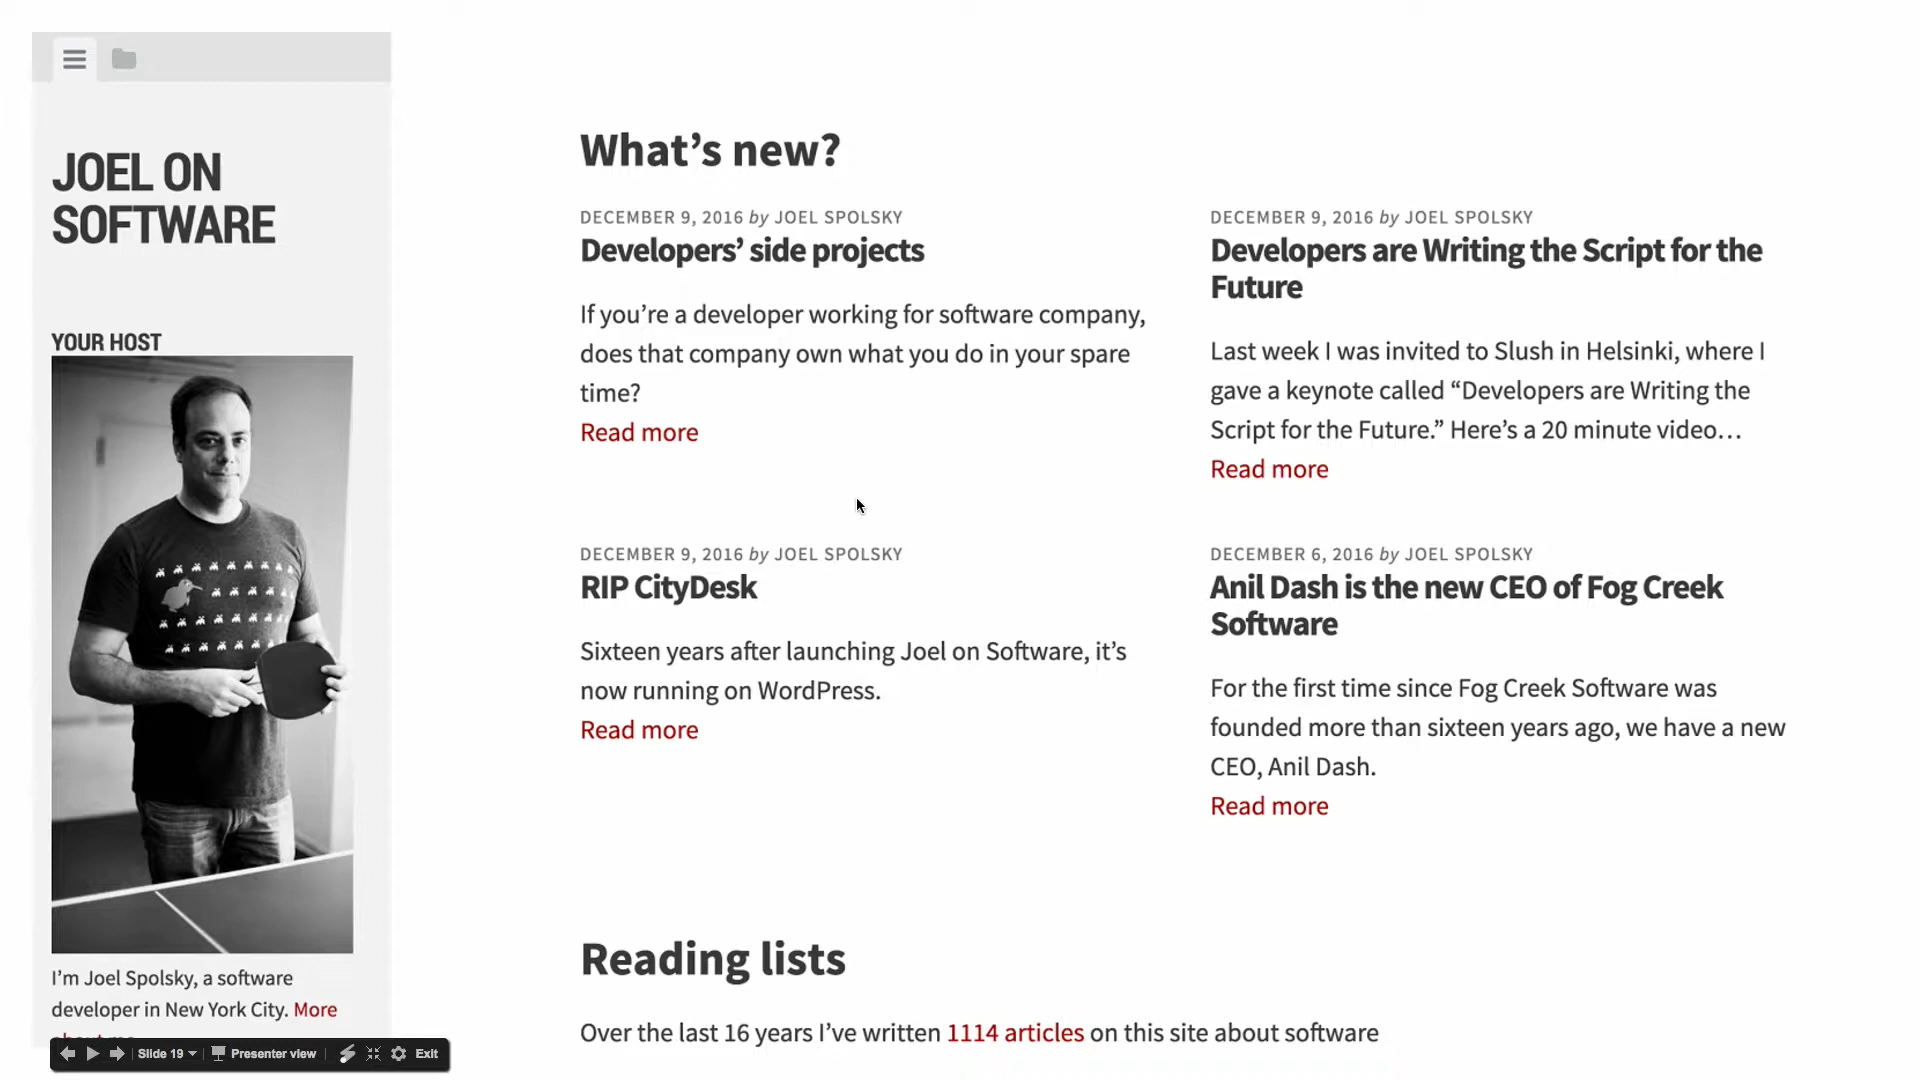 JOEL ON
SOFTWARE
YOUR HOST
I’m Joel Spolsky, a software
developer in New York City. More
What’s new?
DECEMBER 9, 2016 by JOEL SPOLSKY
Developers’ side projects
If you’re a developer working for software company,
does that company own what you do in your spare
time?
Read more
DECEMBER 9, 2016 by JOEL SPOLSKY
Developers are Writing the Script for the
Future
Last week I was invited to Slush in Helsinki, where I
gave a keynote called “Developers are Writing the
Script for the Future.” Here’s a 20 minute video…
Read more
DECEMBER 9, 2016 by JOEL SPOLSKY
RIP CityDesk
Sixteen years after launching Joel on Software, it’s
now running on WordPress.
Read more
DECEMBER 6, 2016 by JOEL SPOLSKY
Anil Dash is the new CEO of Fog Creek
Software
For the first time since Fog Creek Software was
founded more than sixteen years ago, we have a new
CEO, Anil Dash.
Read more
Reading lists
Over the last 16 years I’ve written 1114 articles on this site about software
Slide 19 Presenter view Exit